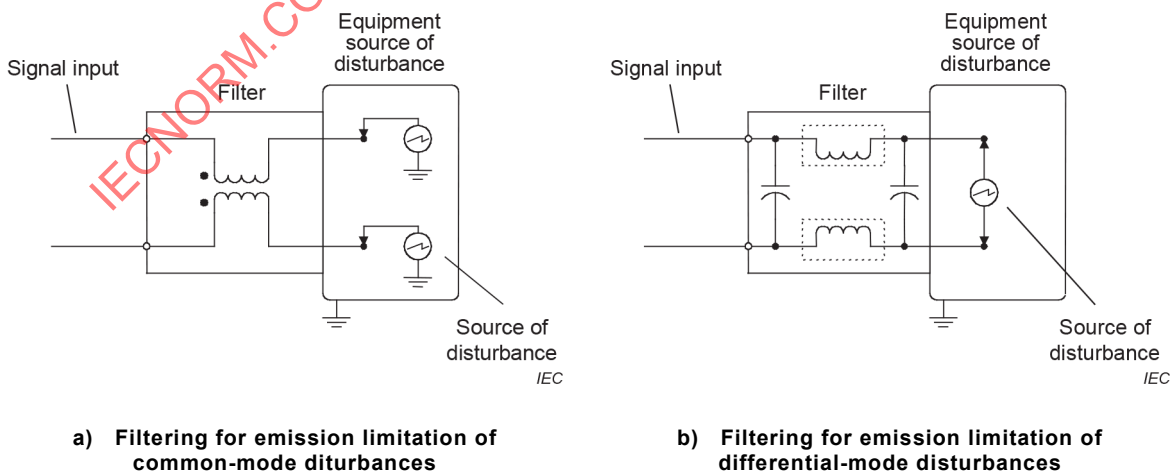 Equipment
source of
disturbance
Signal input
Filter
Source of
disturbance
IEC
a) Filtering for emission limitation of
common-mode diturbances
Equipment
source of
disturbance
Signal input
Filter
Source of
disturbance
IEC
b) Filtering for emission limitation of
differential-mode disturbances
IECNORM.CO